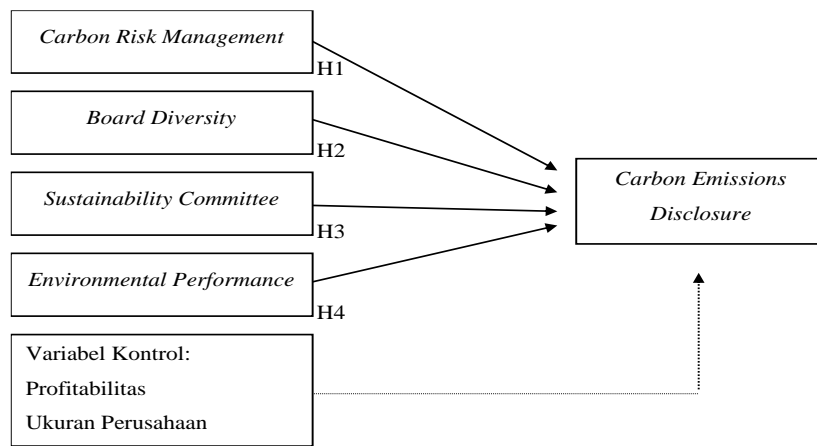 Carbon Risk Management
H1
Board Diversity
H2
Sustainability Committee
H3
Environmental Performance
H4
Variabel Kontrol:
Profitabilitas
Ukuran Perusahaan
Carbon Emissions
Disclosure